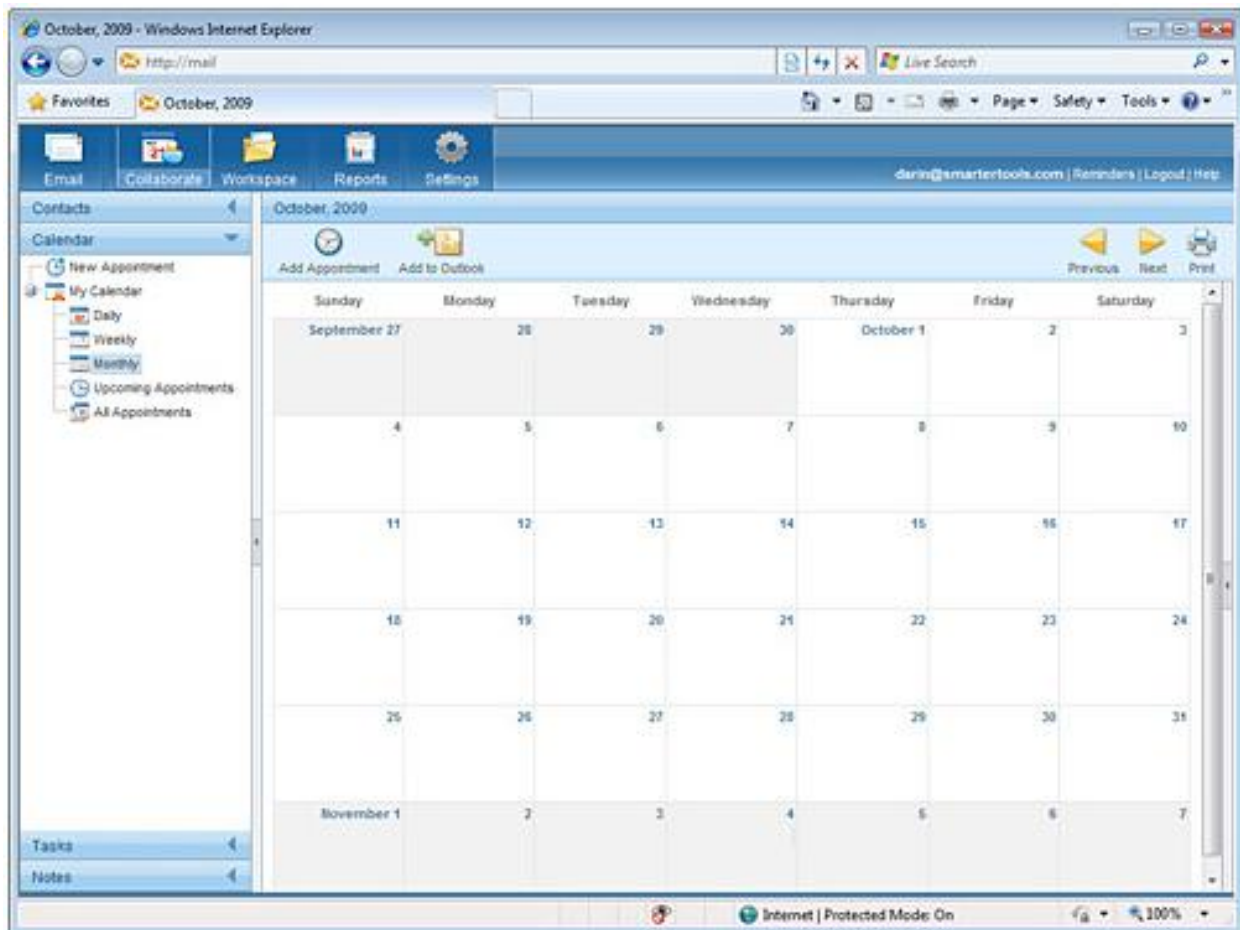 October, 2009 - Windows Internet Explorer
http://mail
Live Search
Favorites October, 2009 Page Safety Tools
Email Collaborate Workspace Reports Settings darin@smartertools.com | Reminders | Logout | Help
Contacts
October, 2009
Calendar
Add Appointment Add to Outlook Previous Next Print
New Appointment
My Calendar
Daily
Weekly
Monthly
Upcoming Appointments
All Appointments
Sunday Monday Tuesday Wednesday Thursday Friday Saturday
September 27 28 29 30 October 1 2 3
4 5 6 7 8 9 10
11 12 13 14 15 16 17
18 19 20 21 22 23 24
25 26 27 28 29 30 31
November 1 2 3 4 5 6 7
Tasks
Notes
Internet | Protected Mode: On 100%